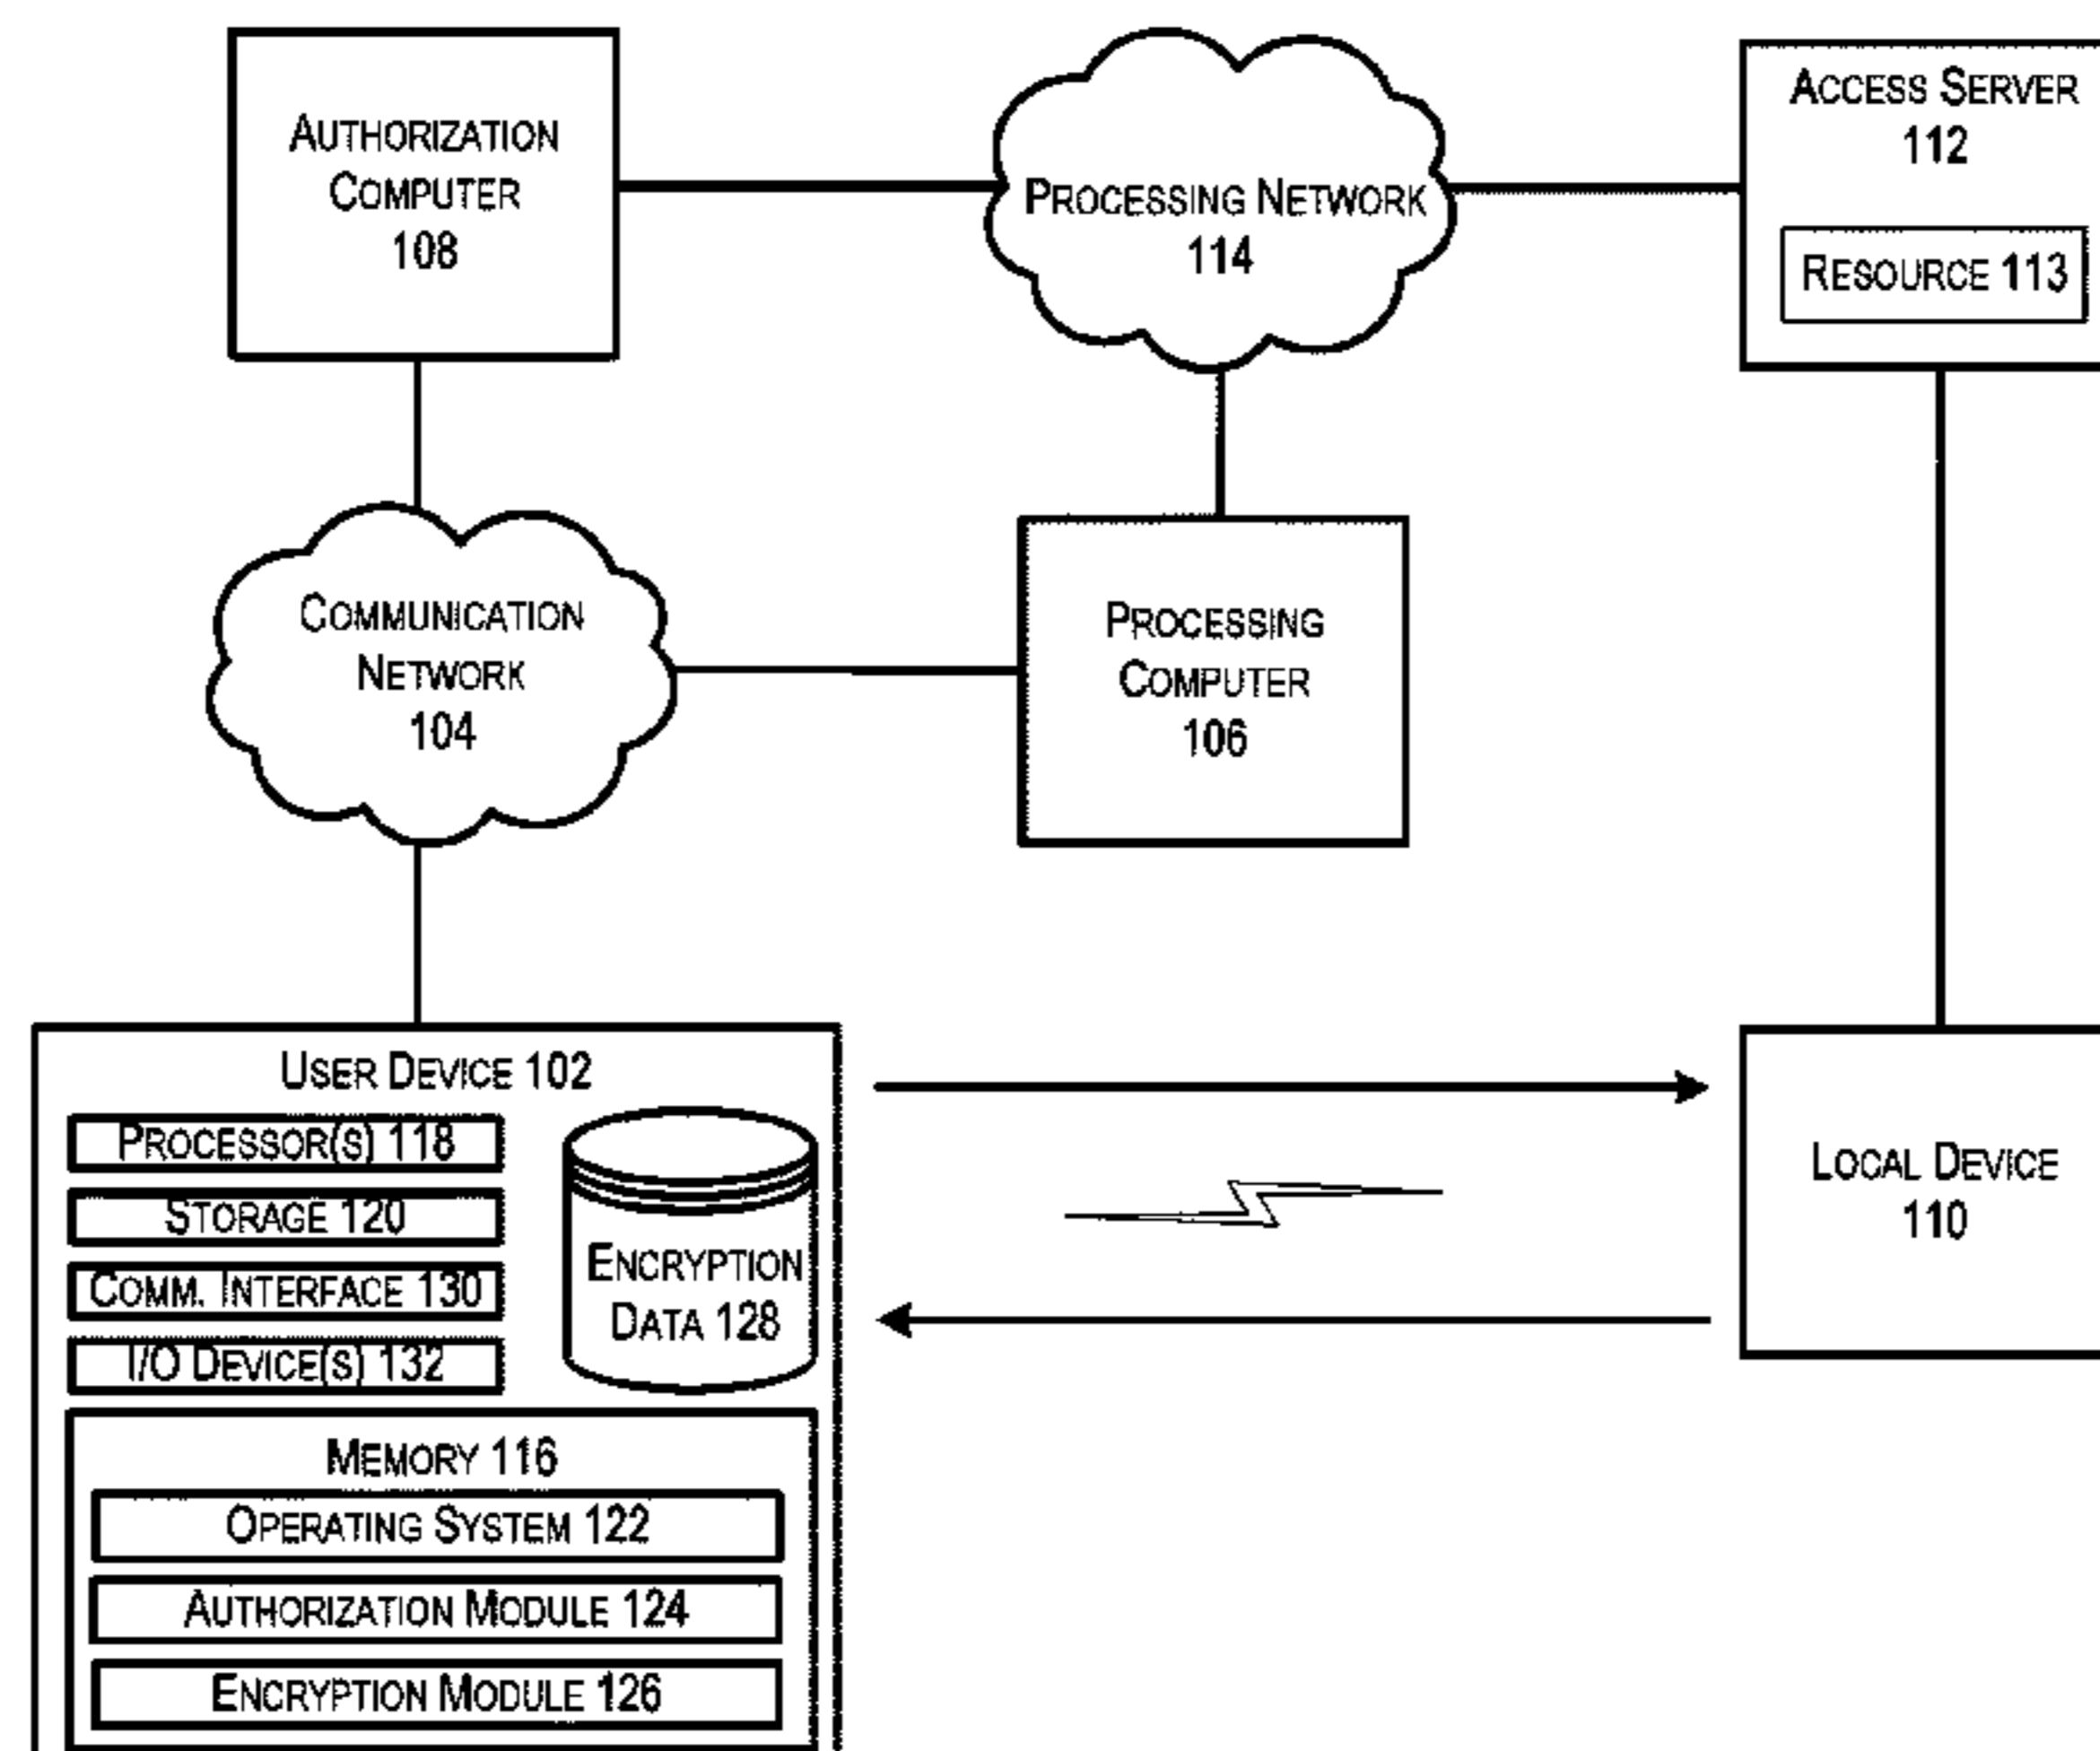 AUTHORIZATION
COMPUTER
108
PROCESSING NETWORK
114
ACCESS SERVER
112
RESOURCE 113
COMMUNICATION
NETWORK
104
PROCESSING
COMPUTER
106
USER DEVICE 102
PROCESSOR(S) 118
STORAGE 120
COMM. INTERFACE 130
I/O DEVICE(S) 132
ENCRYPTION
DATA 128
MEMORY 116
OPERATING SYSTEM 122
AUTHORIZATION MODULE 124
ENCRYPTION MODULE 126
LOCAL DEVICE
110